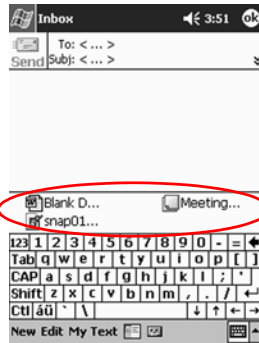 Inbox 3:51 ok
To: < ... >
Send Subj: < ... >
Blank D... Meeting...
snap01...
123 1 2 3 4 5 6 7 8 9 0 - =
Tab q w e r t y u i o p [ ]
CAP a s d f g h j k l ; '
Shift z x c v b n m , . /
Ctl áü ` \
New Edit My Text